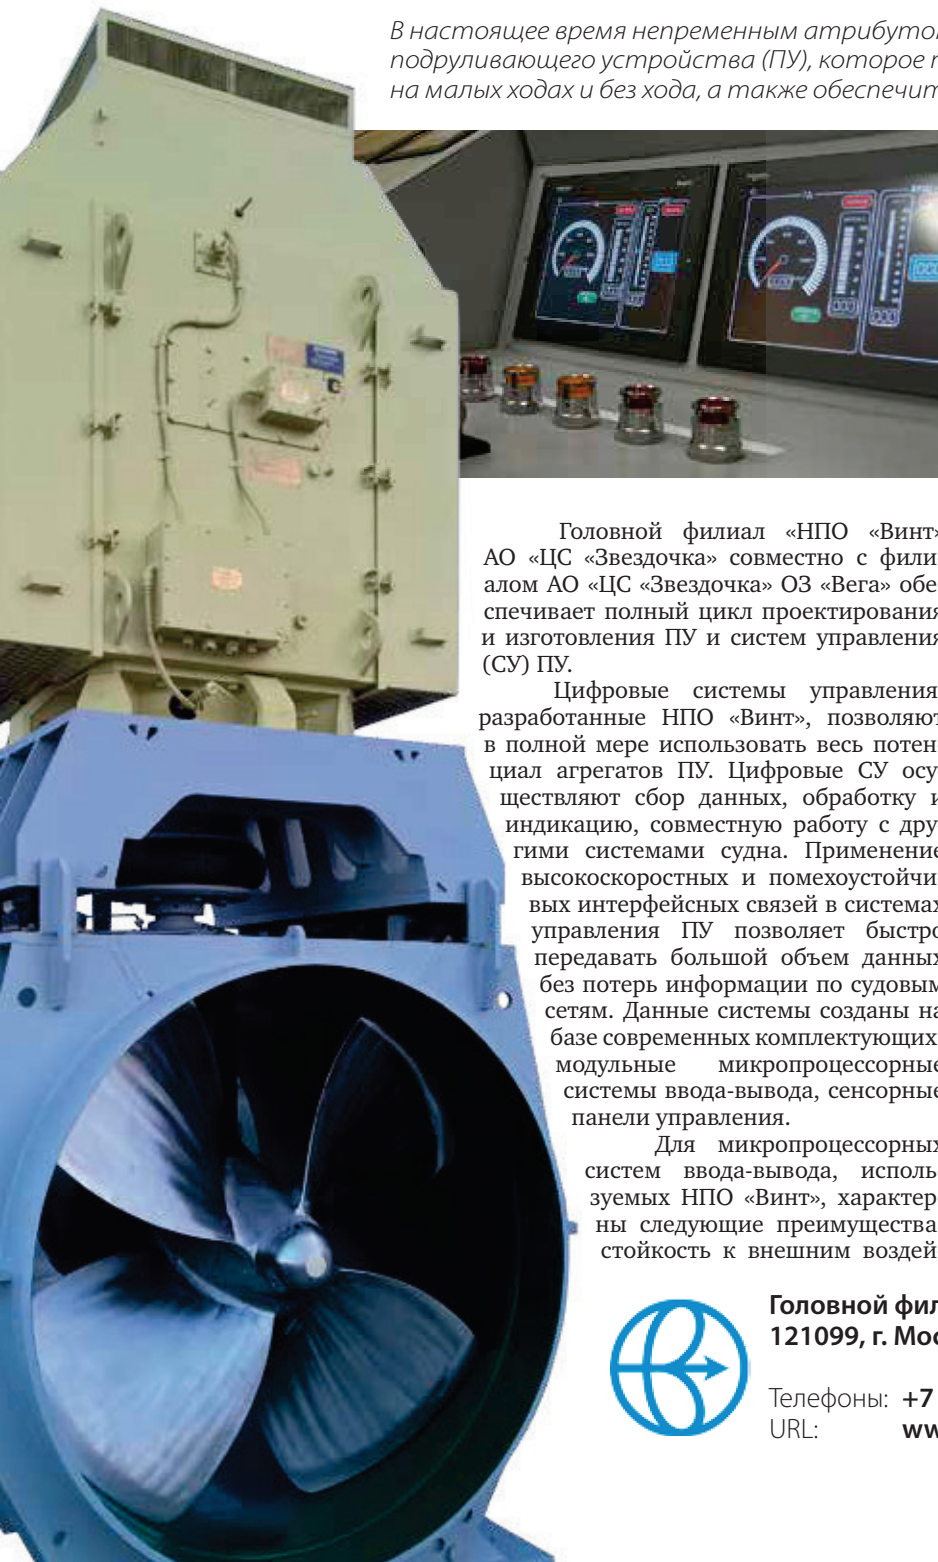 В настоящее время непременным атрибутом
подруливающего устройства (ПУ), которое
на малых ходах и без хода, а также обеспечит
Головной филиал «НПО «Винт»
АО «ЦС «Звездочка» совместно с фили-
алом АО «ЦС «Звездочка» ОЗ «Вега» обе-
спечивает полный цикл проектирования
и изготовления ПУ и систем управления
(СУ) ПУ.
Цифровые системы управления,
разработанные НПО «Винт», позволяют
в полной мере использовать весь потен-
циал агрегатов ПУ. Цифровые СУ осу-
ществляют сбор данных, обработку и
индикацию, совместную работу с дру-
гими системами судна. Применение
высокоскоростных и помехоустойчи-
вых интерфейсных связей в системах
управления ПУ позволяет быстро
передавать большой объем данных
без потерь информации по судовым
сетям. Данные системы созданы на
базе современных комплектующих:
модульные микропроцессорные
системы ввода-вывода, сенсорные
панели управления.
Для микропроцессорных
систем ввода-вывода, исполь-
зуемых НПО «Винт», характер-
ны следующие преимущества:
стойкость к внешним воздей-
Головной фил
121099, г. Мос
Телефоны: +7
URL: ww